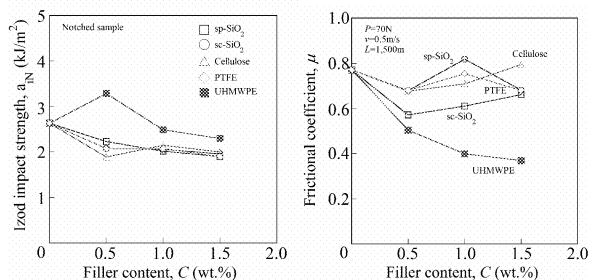 Notched sample
sp-SiO2
sc-SiO2
Cellulose
PTFE
UHMWPE
5
4
3
2
1
0
0.5
1.0
1.5
2.0
Izod impact strength, aiN (kJ/m2)
Filler content, C (wt.%)
P=70N
v=0.5m/s
L=1,500m
sp-SiO2
Cellulose
PTFE
sc-SiO2
UHMWPE
1.0
0.8
0.6
0.4
0.2
0
0.5
1.0
1.5
2.0
Frictional coefficient, μ
Filler content, C (wt.%)